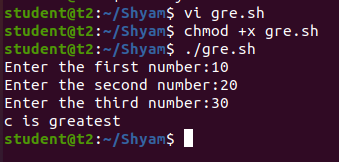 student@t2:~/Shyam$ vi gre.sh
student@t2:~/Shyam$ chmod +x gre.sh
student@t2:~/Shyam$ ./gre.sh
Enter the first number:10
Enter the second number:20
Enter the third number:30
c is greatest
student@t2:~/Shyam$